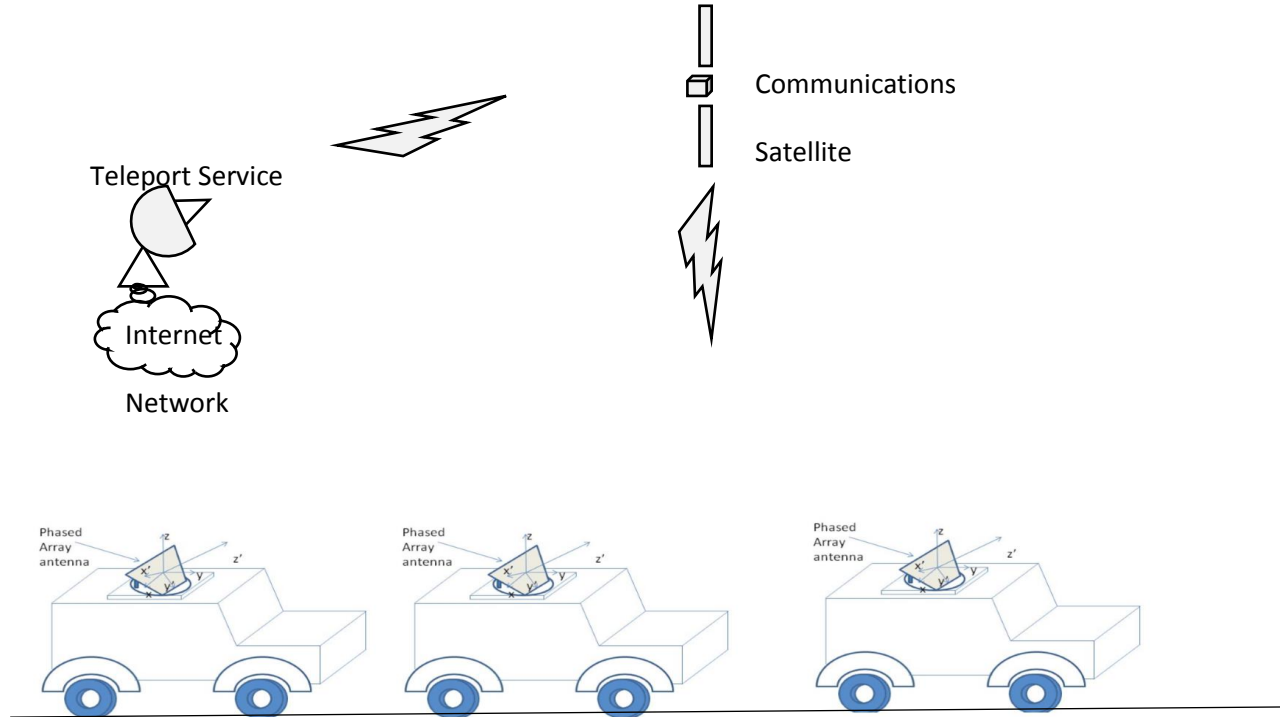 Communications
Satellite
Teleport Service
Internet
Network
Phased
Array
antenna
z
z'
x'
y
y'
x
Phased
Array
antenna
z
z'
x'
y
y'
x
Phased
Array
antenna
z
z'
x'
y
y'
x